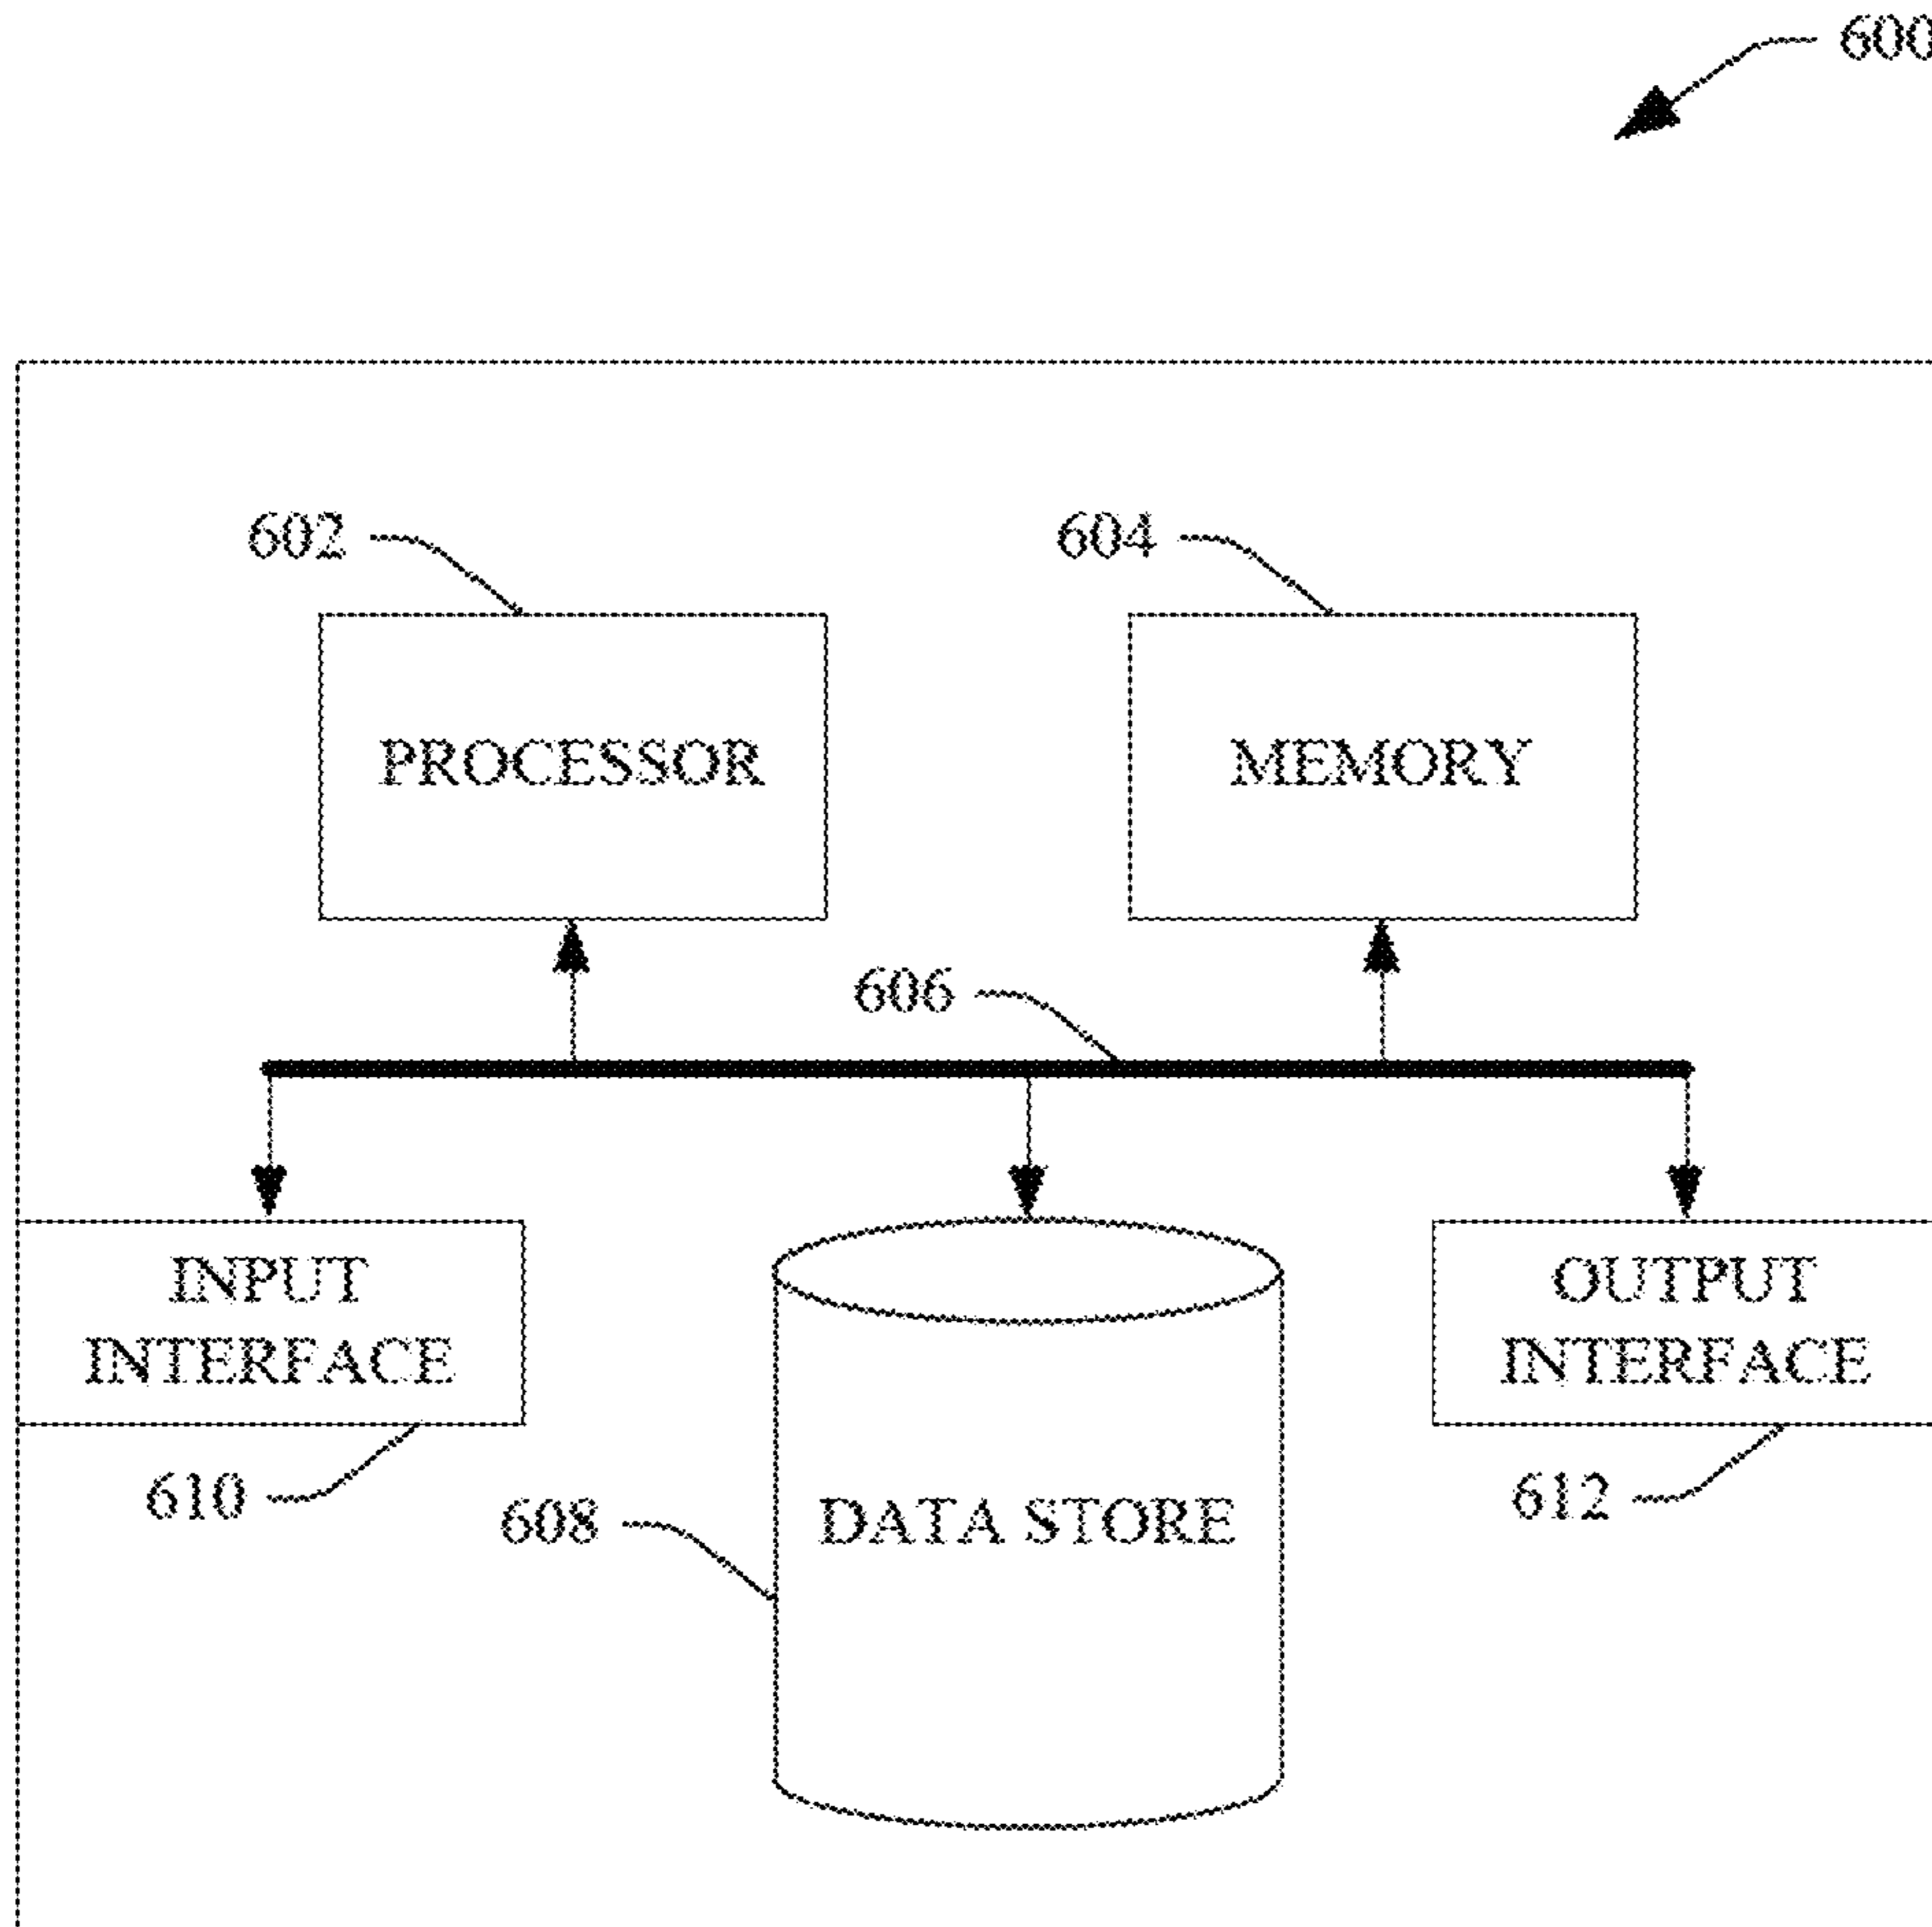 600
602
604
PROCESSOR
MEMORY
606
INPUT
INTERFACE
OUTPUT
INTERFACE
610
608
DATA STORE
612